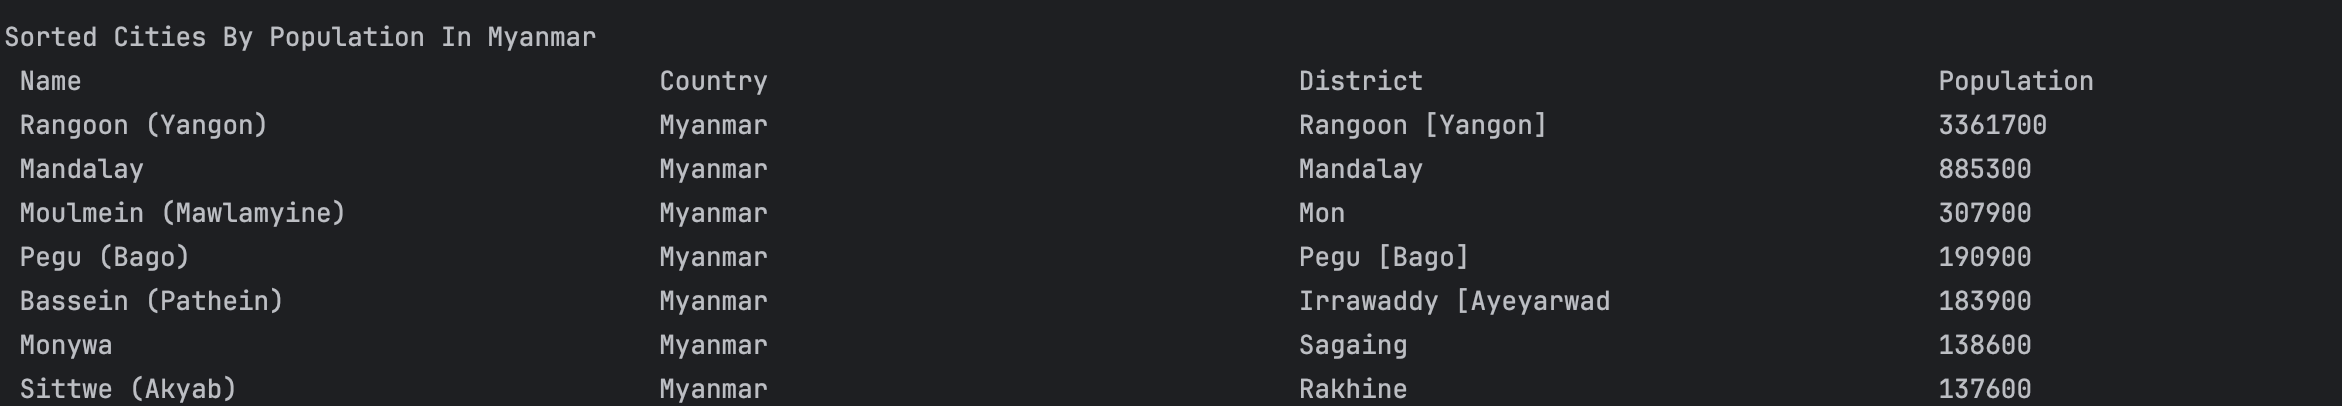 Sorted Cities By Population In Myanmar
Name Country District Population
Rangoon (Yangon) Myanmar Rangoon [Yangon] 3361700
Mandalay Myanmar Mandalay 885300
Moulmein (Mawlamyine) Myanmar Mon 307900
Pegu (Bago) Myanmar Pegu [Bago] 190900
Bassein (Pathein) Myanmar Irrawaddy [Ayeyarwad 183900
Monywa Myanmar Sagaing 138600
Sittwe (Akyab) Myanmar Rakhine 137600